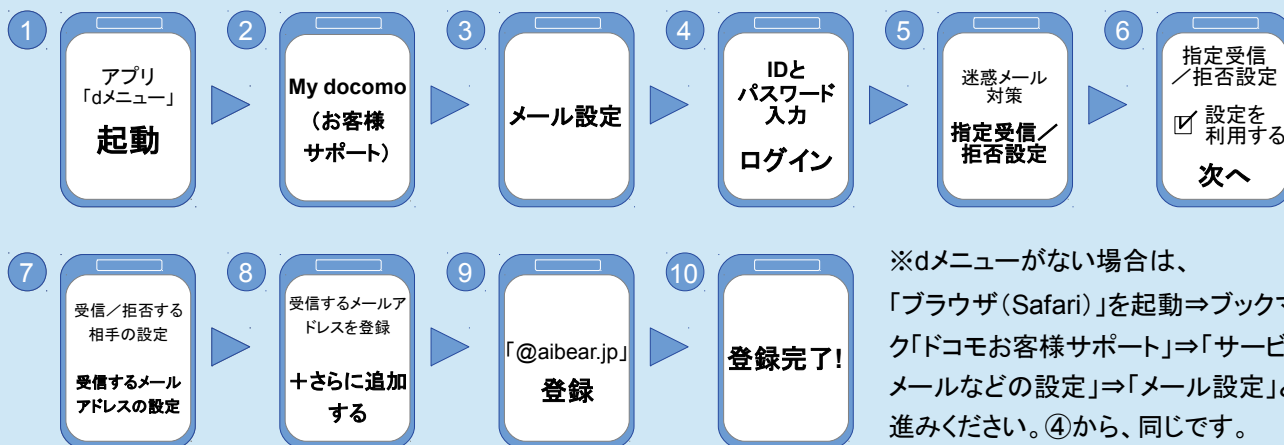 1
アプリ
「dメニュー」
起動
2
My docomo
（お客様
サポート）
3
メール設定
4
IDと
パスワード
入力
ログイン
5
迷惑メール
対策
指定受信／
拒否設定
6
指定受信
／拒否設定
☑ 設定を
利用する
次へ
7
受信／拒否する
相手の設定
受信するメール
アドレスの設定
8
受信するメールア
ドレスを登録
＋さらに追加
する
9
「@aibear.jp」
登録
10
登録完了!
※dメニューがない場合は、
「ブラウザ（Safari）」を起動⇒ブック
ク「ドコモお客様サポート」⇒「サービ
メールなどの設定」⇒「メール設定」
進みください。④から、同じです。